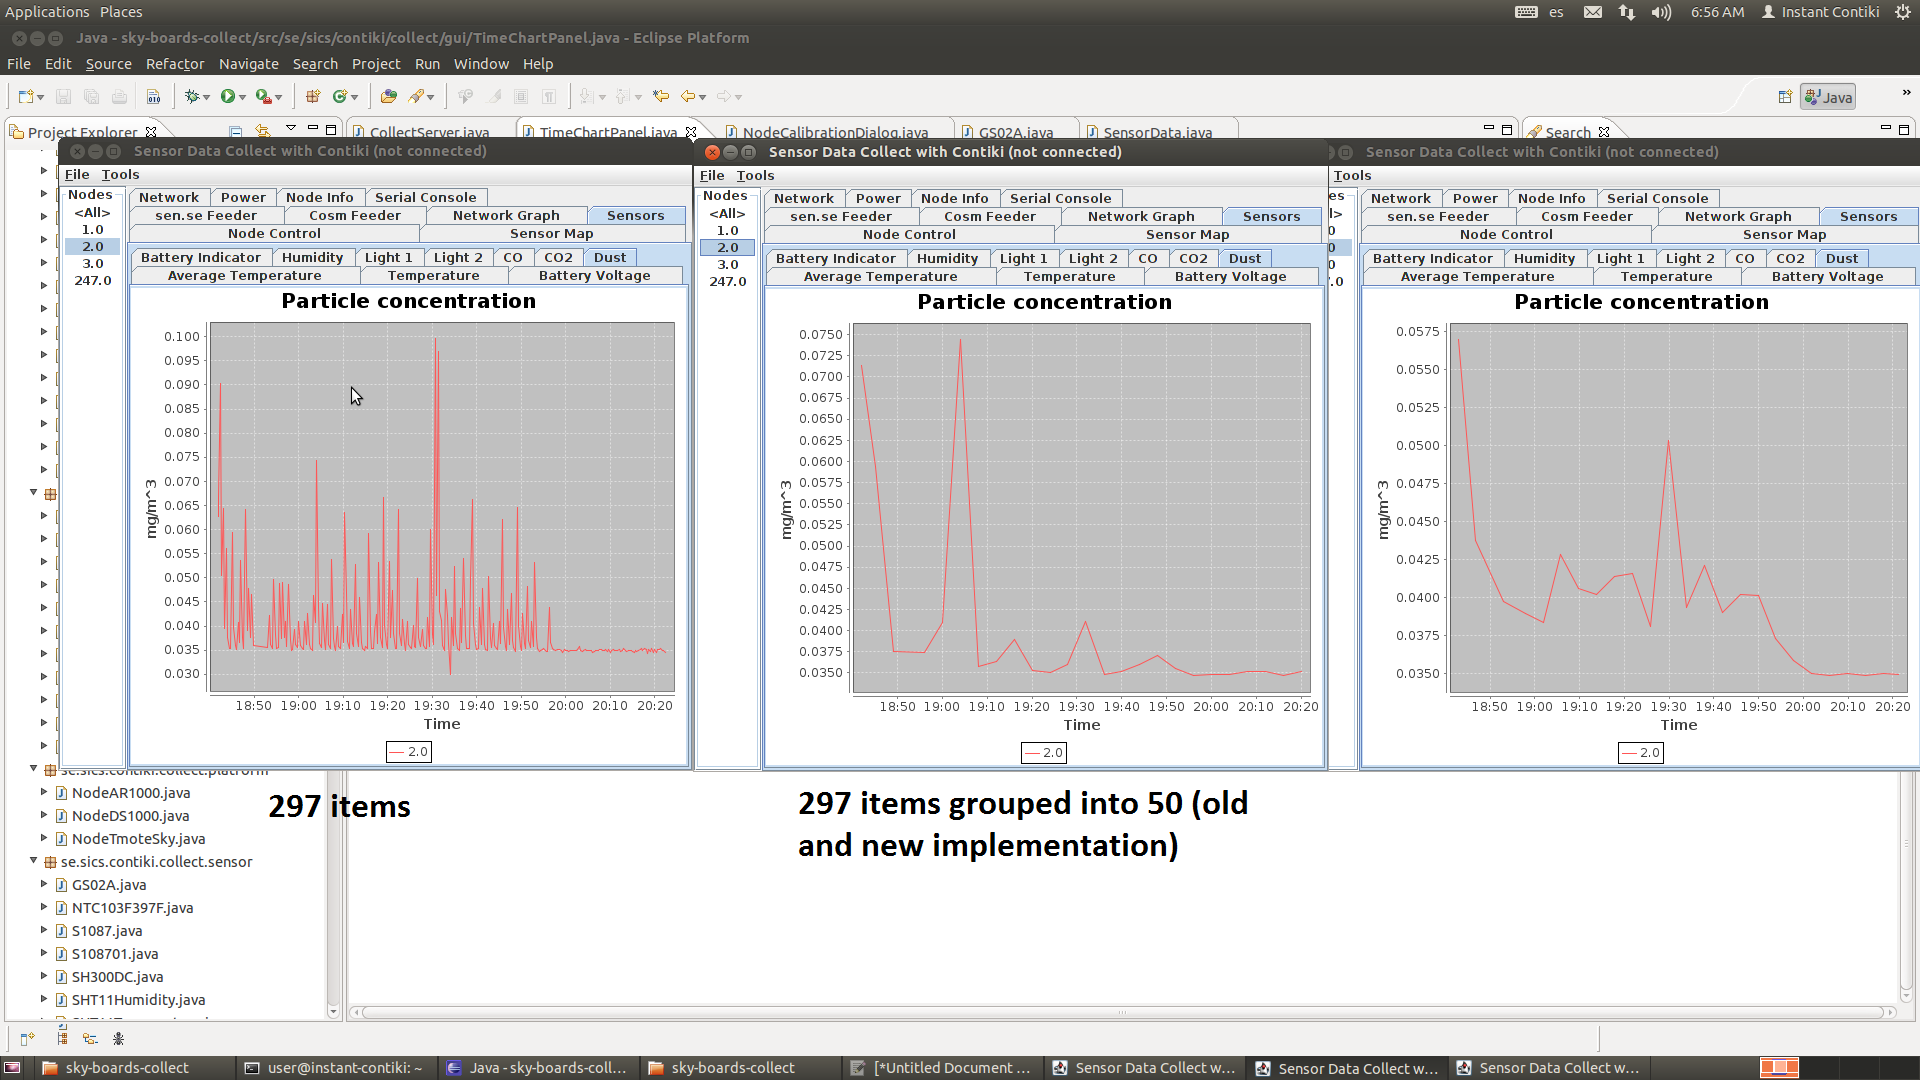 Applications Places
es
6:56 AM
Instant Contiki
Java - sky-boards-collect/src/se/sics/contiki/collect/gui/TimeChartPanel.java - Eclipse Platform
File Edit Source Refactor Navigate Search Project Run Window Help
Java
»
Project Explorer
CollectServer.java
TimeChartPanel.java
NodeCalibrationDialog.java
GS02A.java
SensorData.java
Search
Sensor Data Collect with Contiki (not connected)
File Tools
Nodes
<All>
1.0
2.0
3.0
247.0
Network Power Node Info Serial Console
sen.se Feeder Cosm Feeder Network Graph Sensors
Node Control Sensor Map
Battery Indicator Humidity Light 1 Light 2 CO CO2 Dust
Average Temperature Temperature Battery Voltage
Particle concentration
0.100
0.095
0.090
0.085
0.080
0.075
0.070
0.065
0.060
0.055
0.050
0.045
0.040
0.035
0.030
mg/m^3
18:50 19:00 19:10 19:20 19:30 19:40 19:50 20:00 20:10 20:20
Time
2.0
Sensor Data Collect with Contiki (not connected)
File Tools
Nodes
<All>
1.0
2.0
3.0
247.0
Network Power Node Info Serial Console
sen.se Feeder Cosm Feeder Network Graph Sensors
Node Control Sensor Map
Battery Indicator Humidity Light 1 Light 2 CO CO2 Dust
Average Temperature Temperature Battery Voltage
Particle concentration
0.0750
0.0725
0.0700
0.0675
0.0650
0.0625
0.0600
0.0575
0.0550
0.0525
0.0500
0.0475
0.0450
0.0425
0.0400
0.0375
0.0350
mg/m^3
18:50 19:00 19:10 19:20 19:30 19:40 19:50 20:00 20:10 20:20
Time
2.0
Sensor Data Collect with Contiki (not connected)
Tools
es
l>
0
0
0
.0
Network Power Node Info Serial Console
sen.se Feeder Cosm Feeder Network Graph Sensors
Node Control Sensor Map
Battery Indicator Humidity Light 1 Light 2 CO CO2 Dust
Average Temperature Temperature Battery Voltage
Particle concentration
0.0575
0.0550
0.0525
0.0500
0.0475
0.0450
0.0425
0.0400
0.0375
0.0350
mg/m^3
18:50 19:00 19:10 19:20 19:30 19:40 19:50 20:00 20:10 20:20
Time
2.0
se.sics.contiki.collect.platform
NodeAR1000.java
NodeDS1000.java
NodeTmoteSky.java
se.sics.contiki.collect.sensor
GS02A.java
NTC103F397F.java
S1087.java
S108701.java
SH300DC.java
SHT11Humidity.java
297 items
297 items grouped into 50 (old
and new implementation)
sky-boards-collect
user@instant-contiki: ~
Java - sky-boards-coll...
sky-boards-collect
[*Untitled Document ...
Sensor Data Collect w...
Sensor Data Collect w...
Sensor Data Collect w...